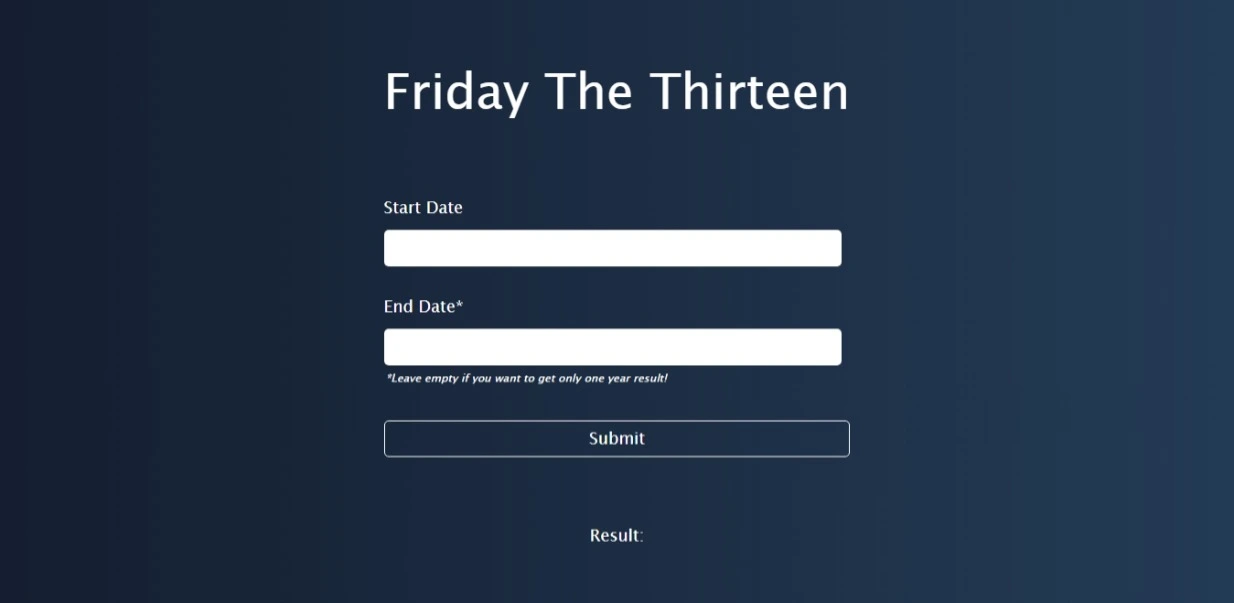 Friday The Thirteen
Start Date
End Date*
*Leave empty if you want to get only one year result!
Submit
Result: